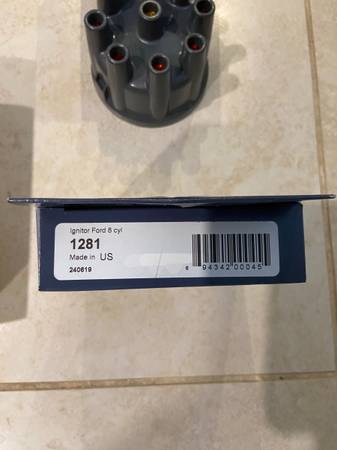 Ignitor Ford 8 cyl
1281
Made in US
240619
6 94342 00045